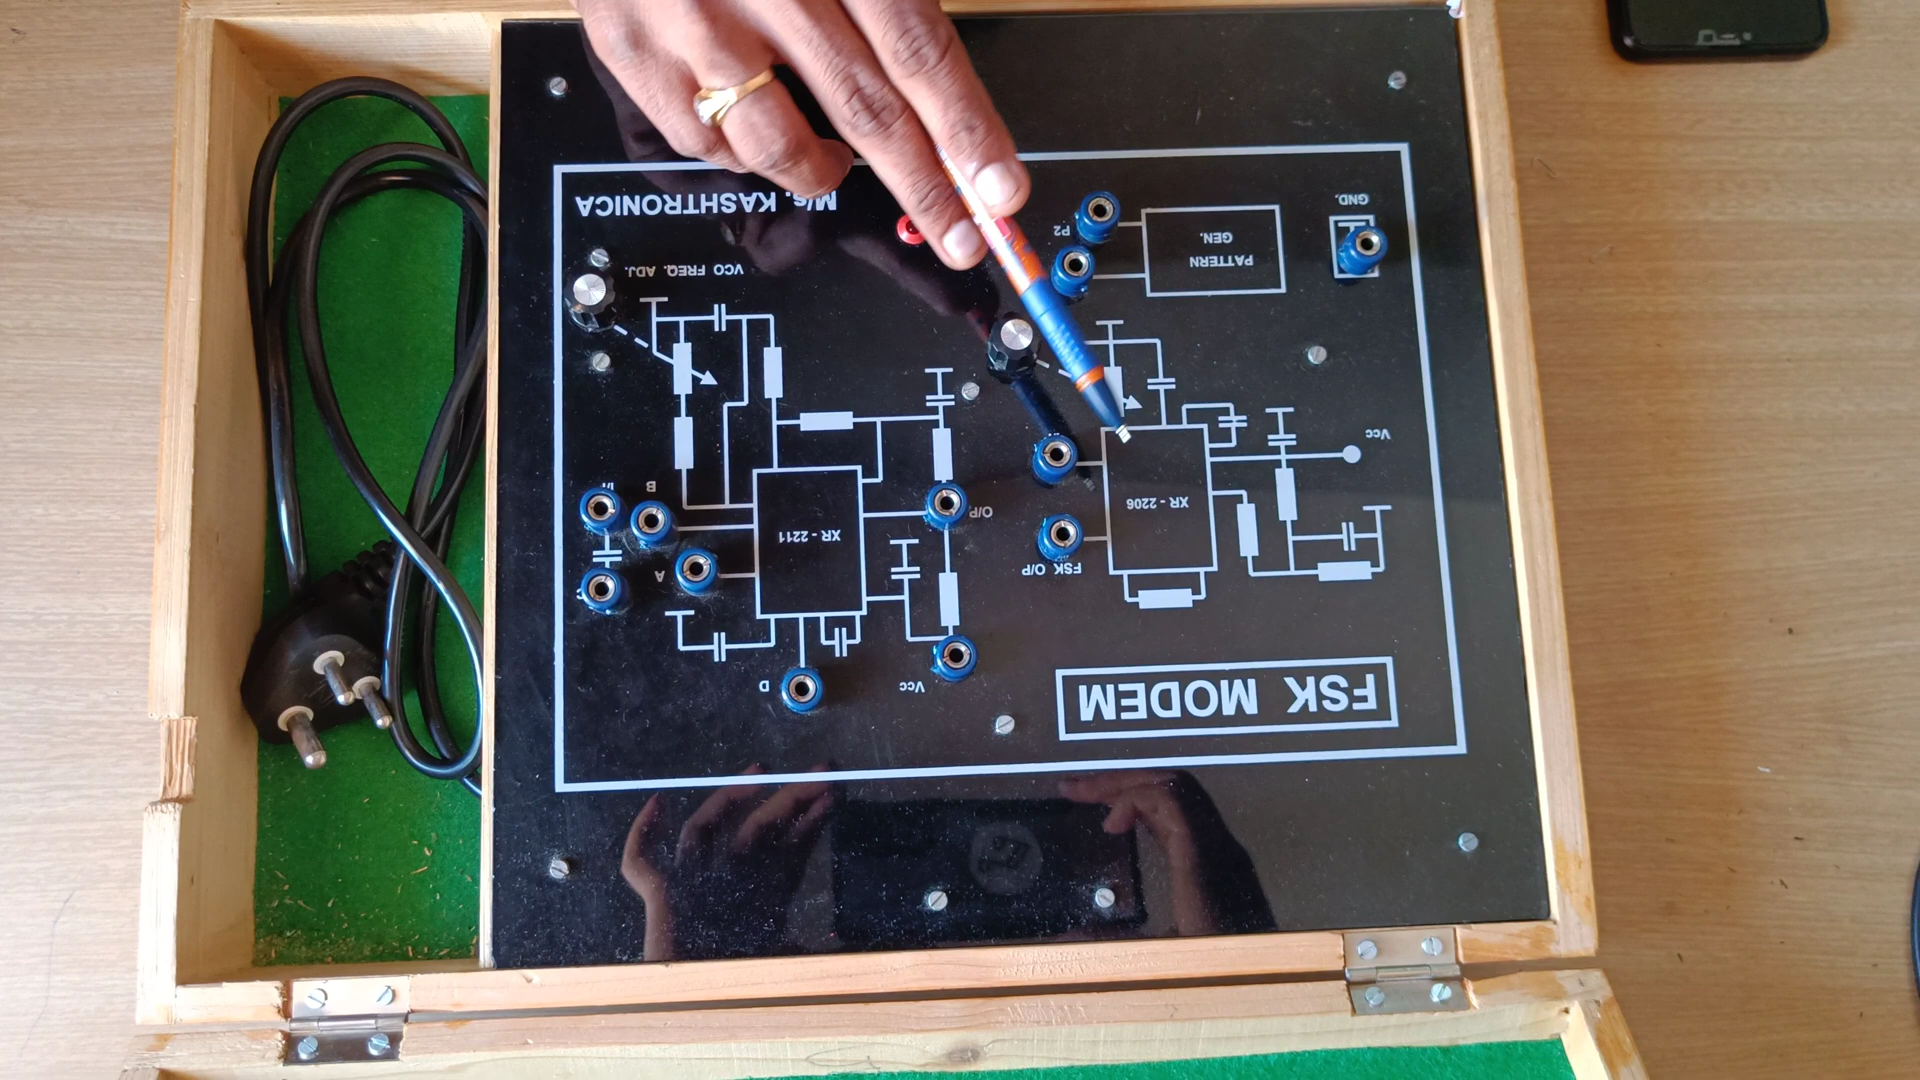 FSK MODEM
Vcc
D
FSK O/P
A
XR - 2206
XR - 2211
O/P
B
I/P
Vcc
PATTERN
GEN.
VCO FREQ. ADJ.
P2
GND.
M/s. KASHTRONICA